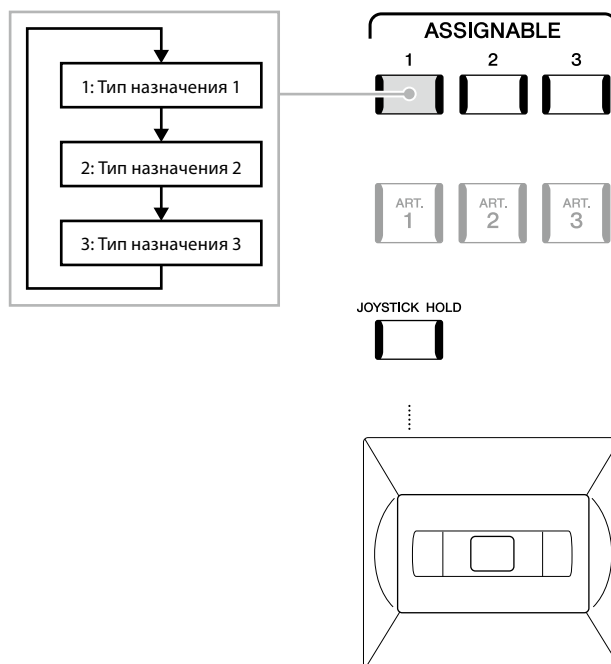 1: Тип назначения 1
2: Тип назначения 2
3: Тип назначения 3
ASSIGNABLE
1 2 3
ART. 1 ART. 2 ART. 3
JOYSTICK HOLD